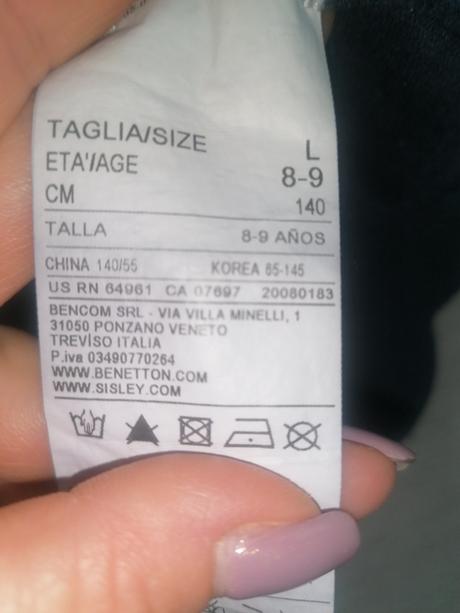 TAGLIA/SIZE L
ETA'/AGE 8-9
CM 140
TALLA 8-9 AÑOS
CHINA 140/55 KOREA 65-145
US RN 64961 CA 07697 20080183
BENCOM SRL - VIA VILLA MINELLI, 1
31050 PONZANO VENETO
TREVISO ITALIA
P.iva 03490770264
WWW.BENETTON.COM
WWW.SISLEY.COM